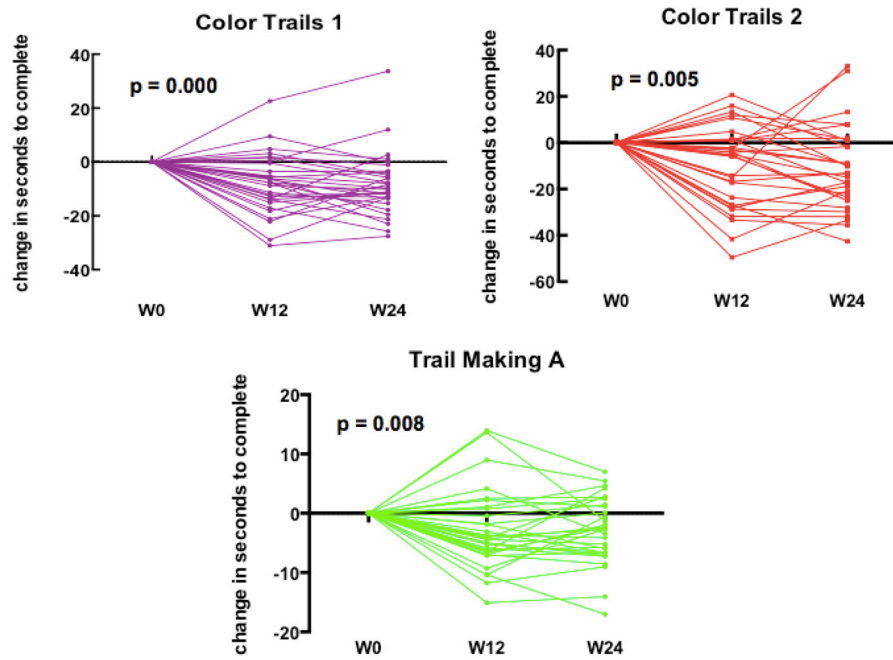 Color Trails 1
change in seconds to complete
40
20
0
-20
-40
p = 0.000
W0 W12 W24
Color Trails 2
change in seconds to complete
40
20
0
-20
-40
-60
p = 0.005
W0 W12 W24
Trail Making A
change in seconds to complete
20
10
0
-10
-20
p = 0.008
W0 W12 W24